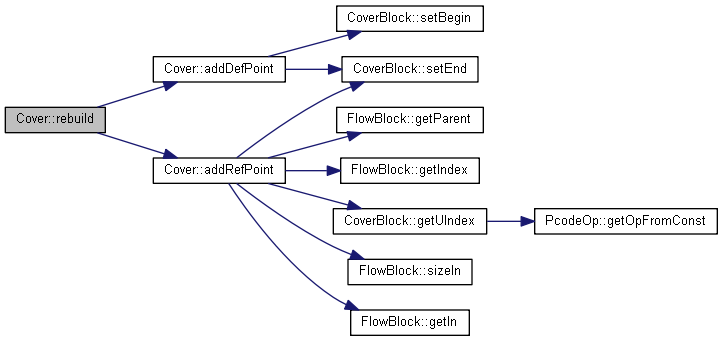 CoverBlock::setBegin
Cover::addDefPoint
CoverBlock::setEnd
Cover::rebuild
FlowBlock::getParent
Cover::addRefPoint
FlowBlock::getIndex
CoverBlock::getUIndex
PcodeOp::getOpFromConst
FlowBlock::sizeIn
FlowBlock::getIn